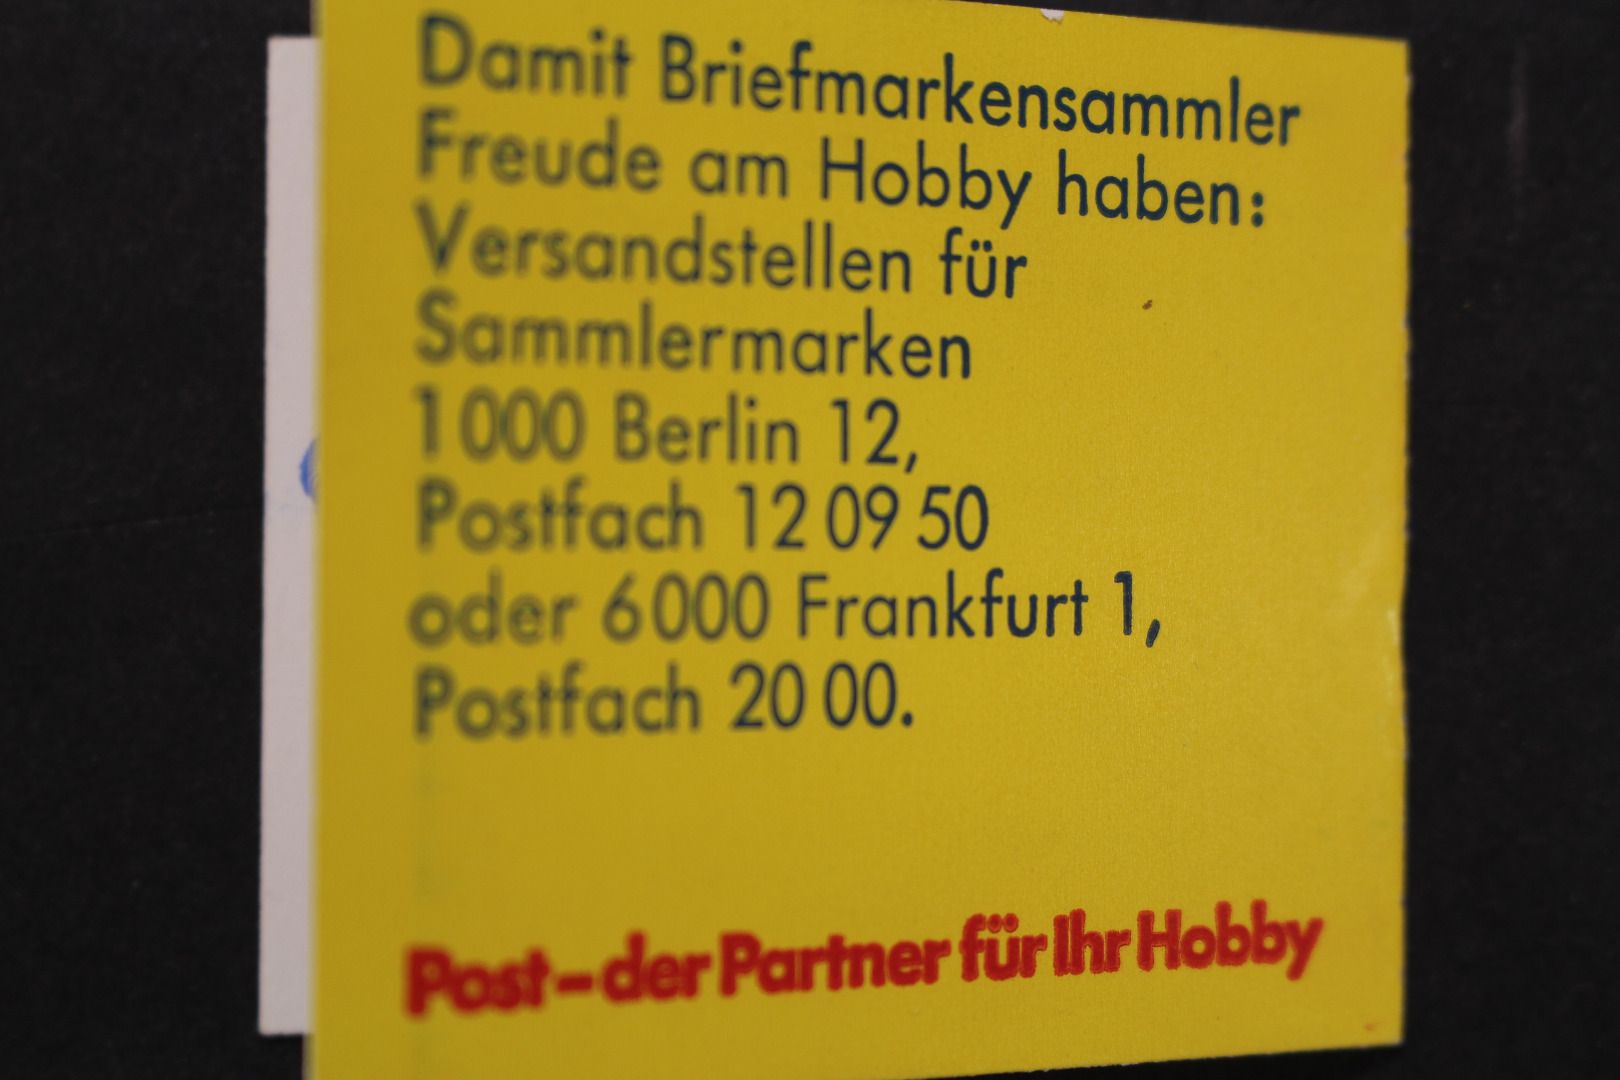 Damit Briefmarkensammler
Freude am Hobby haben:
Versandstellen für
Sammlermarken
1000 Berlin 12,
Postfach 12 09 50
oder 6000 Frankfurt 1,
Postfach 20 00.
Post – der Partner für Ihr Hobby